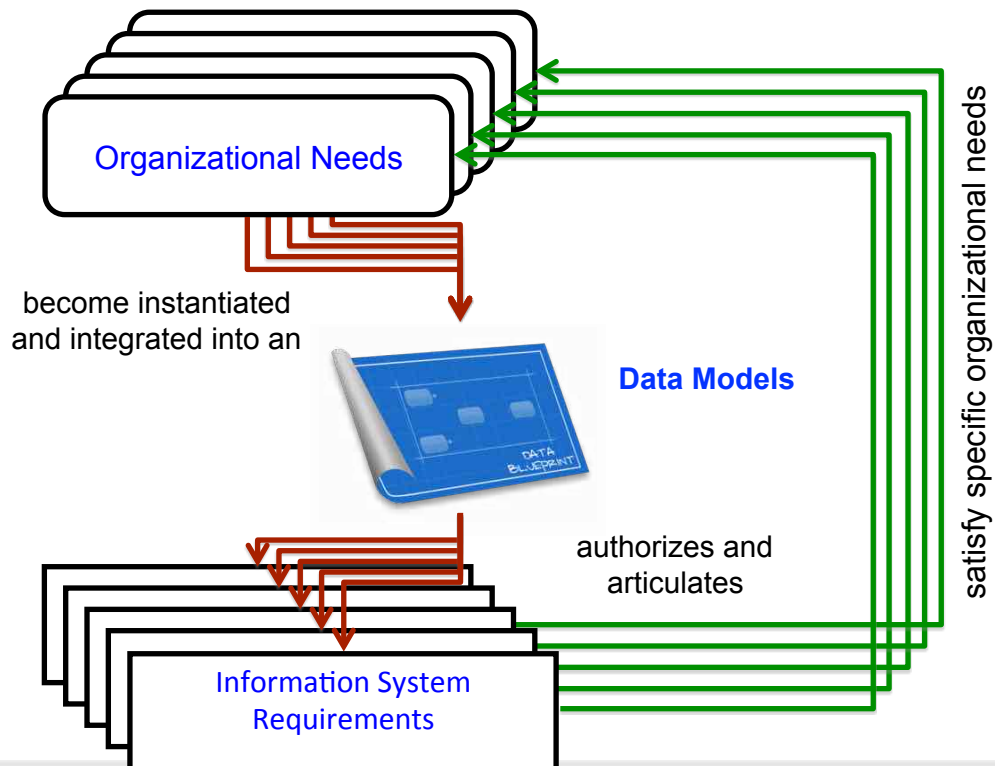 Organizational Needs
become instantiated
and integrated into an
Data Models
DATA
BLUEPRINT
authorizes and
articulates
satisfy specific organizational needs
Information System
Requirements